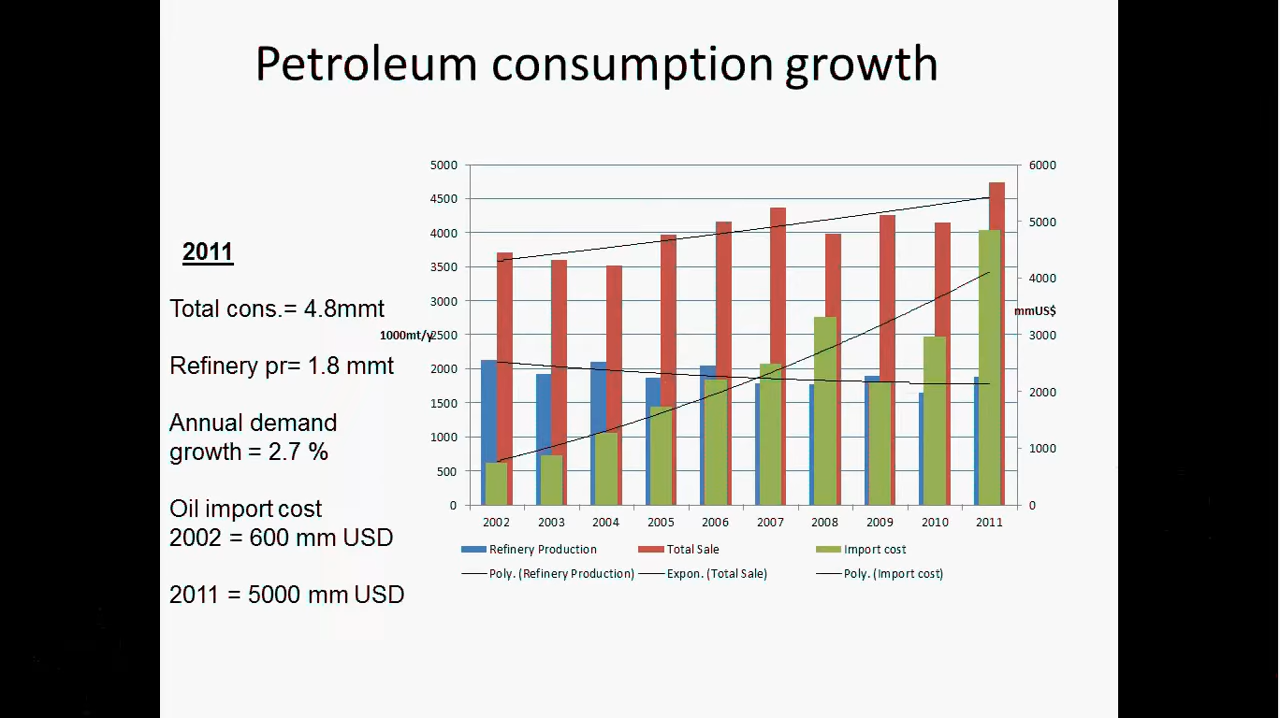 Petroleum consumption growth
2011
Total cons.= 4.8mmt
Refinery pr= 1.8 mmt
Annual demand
growth = 2.7 %
Oil import cost
2002 = 600 mm USD
2011 = 5000 mm USD
1000mt/y
5000
4500
4000
3500
3000
2500
2000
1500
1000
500
0
6000
5000
4000
3000
2000
1000
0
mmUS$
2002 2003 2004 2005 2006 2007 2008 2009 2010 2011
Refinery Production Total Sale Import cost
Poly. (Refinery Production) Expon. (Total Sale) Poly. (Import cost)